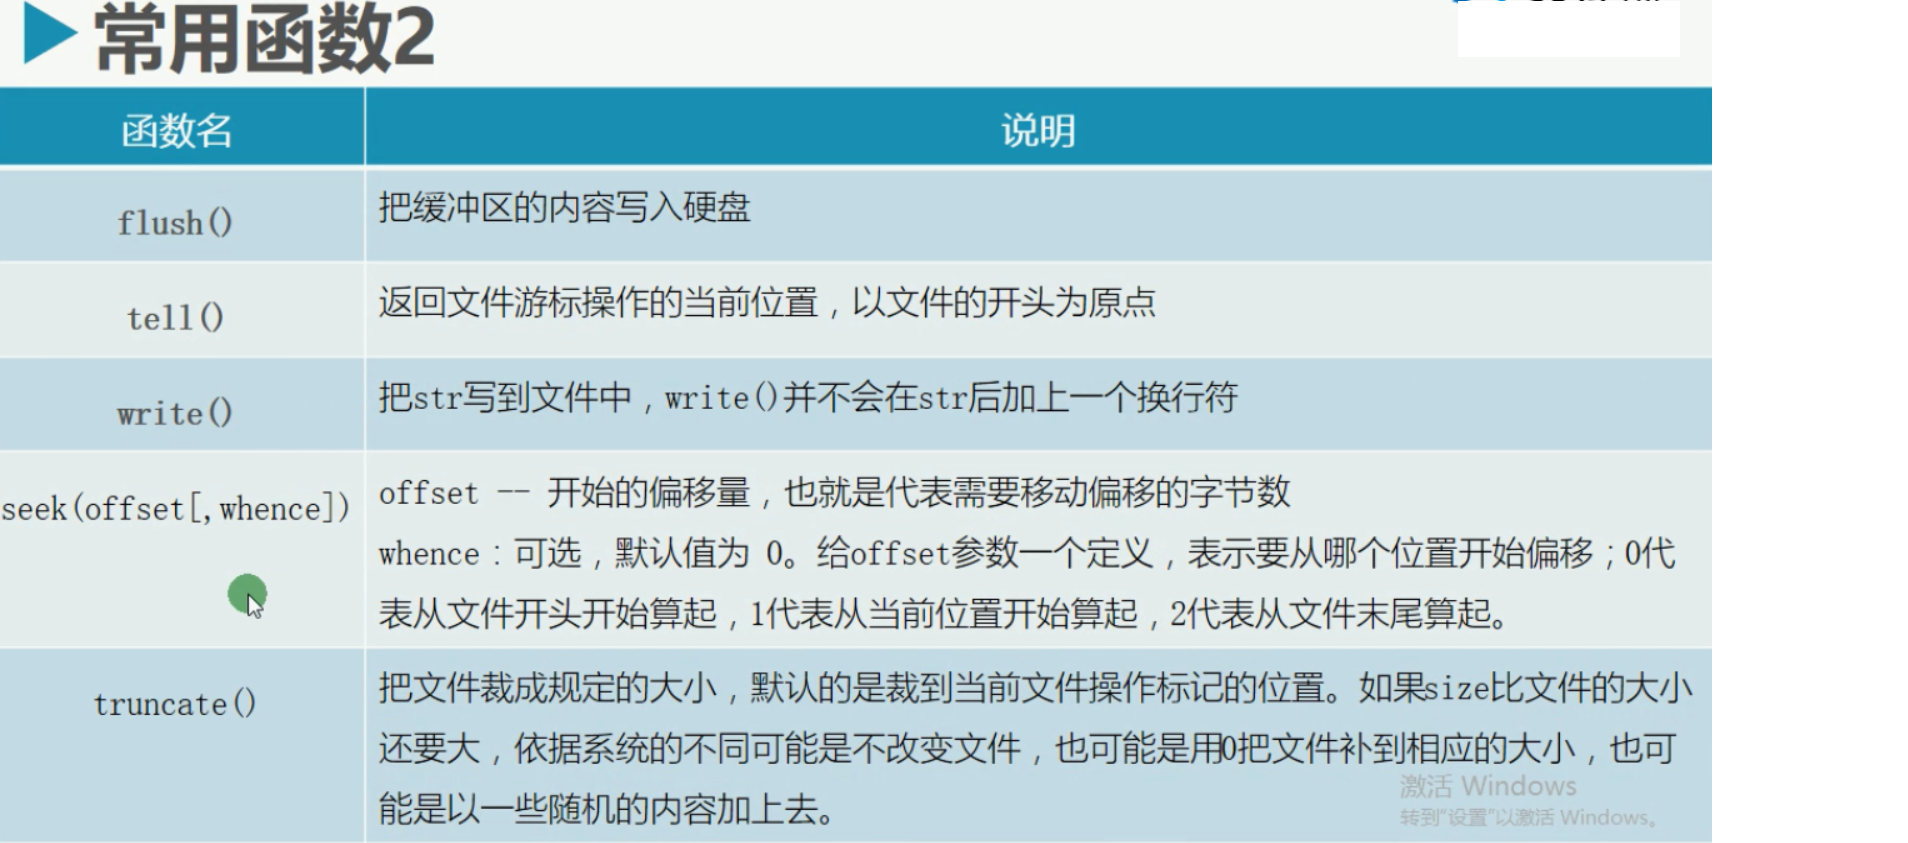 常用函数2
函数名
说明
flush()
把缓冲区的内容写入硬盘
tell()
返回文件游标操作的当前位置，以文件的开头为原点
write()
把str写到文件中，write()并不会在str后加上一个换行符
seek(offset[,whence])
offset -- 开始的偏移量，也就是代表需要移动偏移的字节数
whence：可选，默认值为 0。给offset参数一个定义，表示要从哪个位置开始偏移；0代
表从文件开头开始算起，1代表从当前位置开始算起，2代表从文件末尾算起。
truncate()
把文件裁成规定的大小，默认的是裁到当前文件操作标记的位置。如果size比文件的大小
还要大，依据系统的不同可能是不改变文件，也可能是用0把文件补到相应的大小，也可
能是以一些随机的内容加上去。
激活 Windows
转到"设置"以激活 Windows。